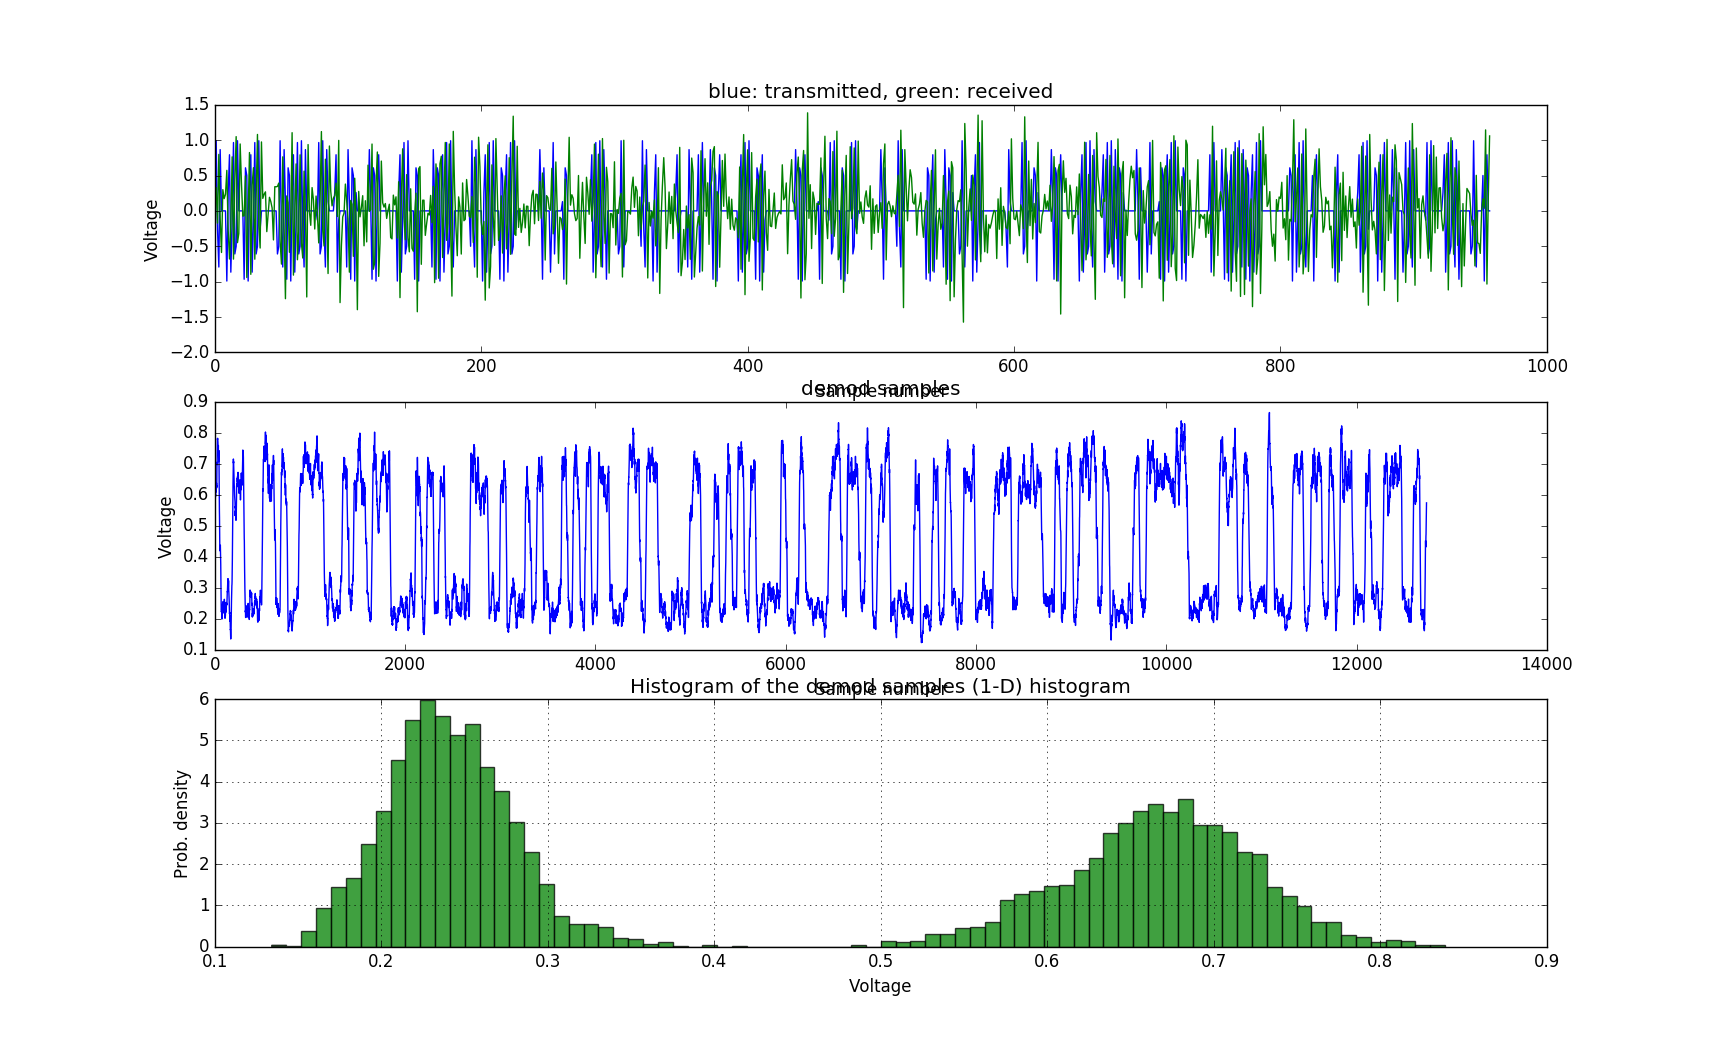 blue: transmitted, green: received
1.5
1.0
0.5
0.0
−0.5
−1.0
−1.5
−2.0
Voltage
0 200 400 600 800 1000
Sample number
demod samples
0.9
0.8
0.7
0.6
0.5
0.4
0.3
0.2
0.1
Voltage
0 2000 4000 6000 8000 10000 12000 14000
Sample number
Histogram of the demod samples (1-D) histogram
6
5
4
3
2
1
0
Prob. density
0.1 0.2 0.3 0.4 0.5 0.6 0.7 0.8 0.9
Voltage